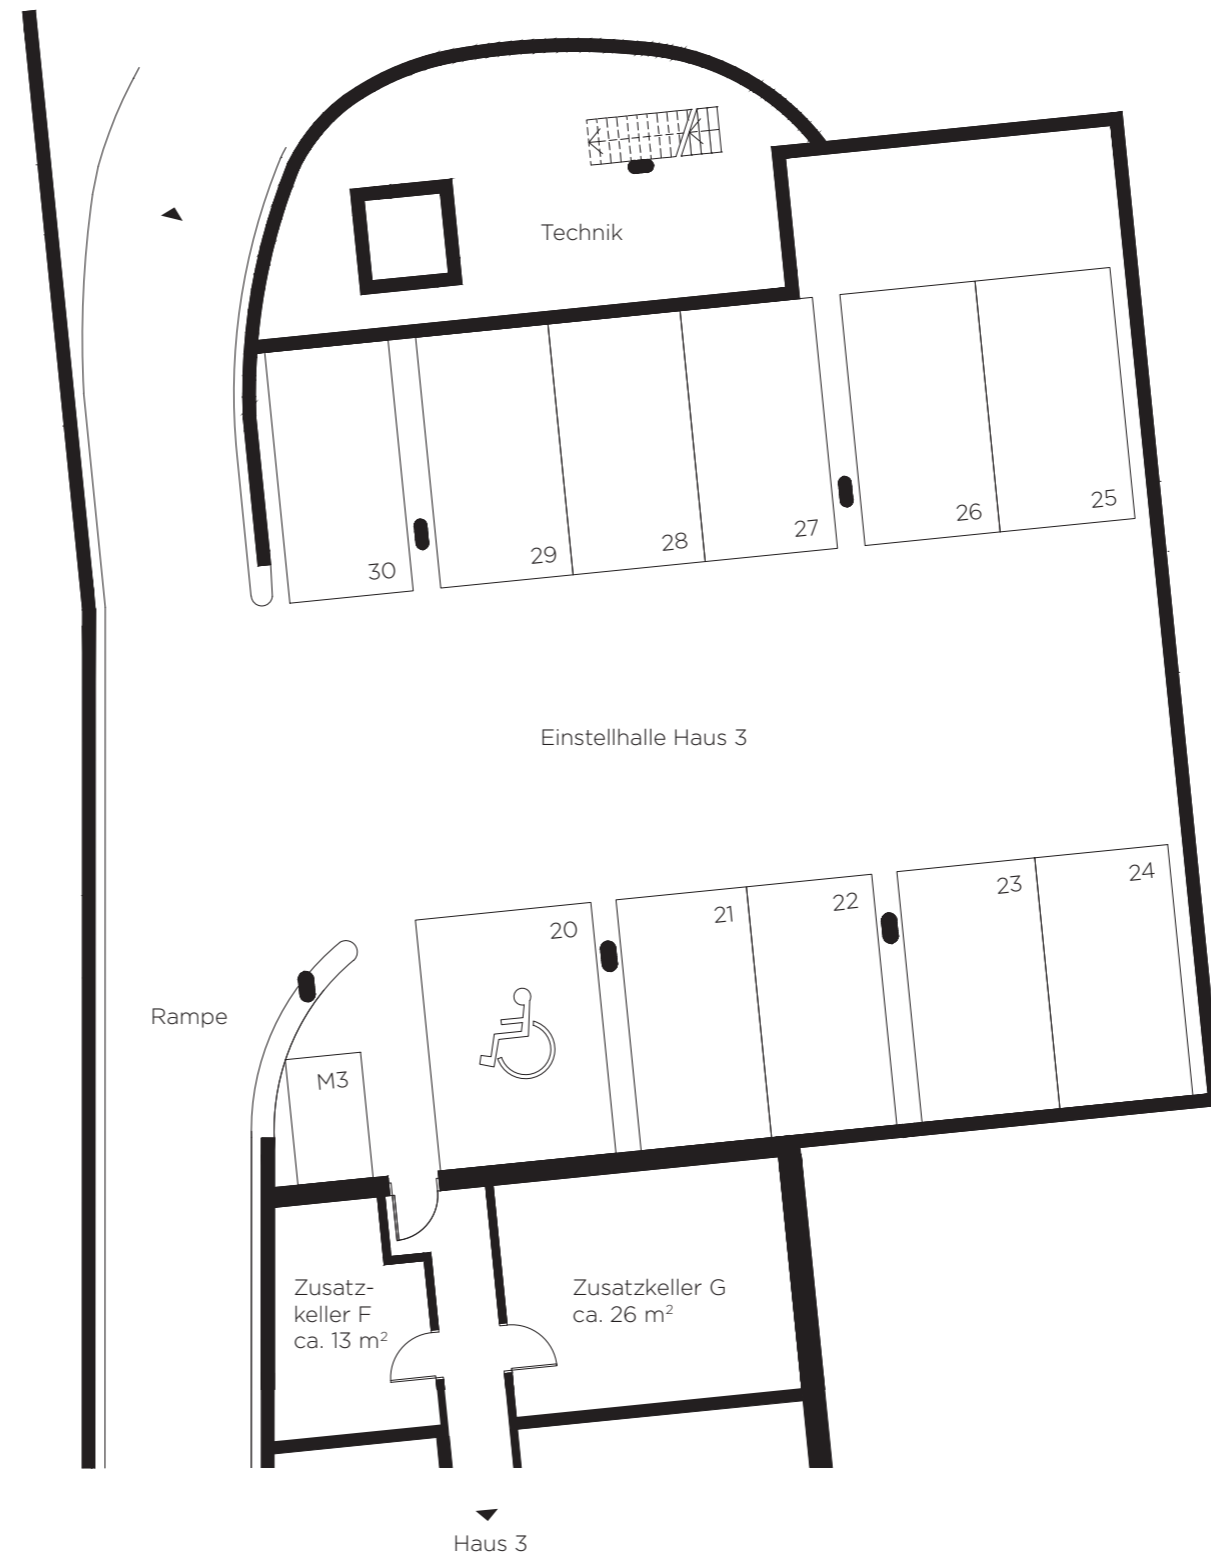 Technik
25
26
27
28
29
30
Einstellhalle Haus 3
24
23
22
21
20
Rampe
M3
Zusatz-
keller F
ca. 13 m²
Zusatzkeller G
ca. 26 m²
Haus 3